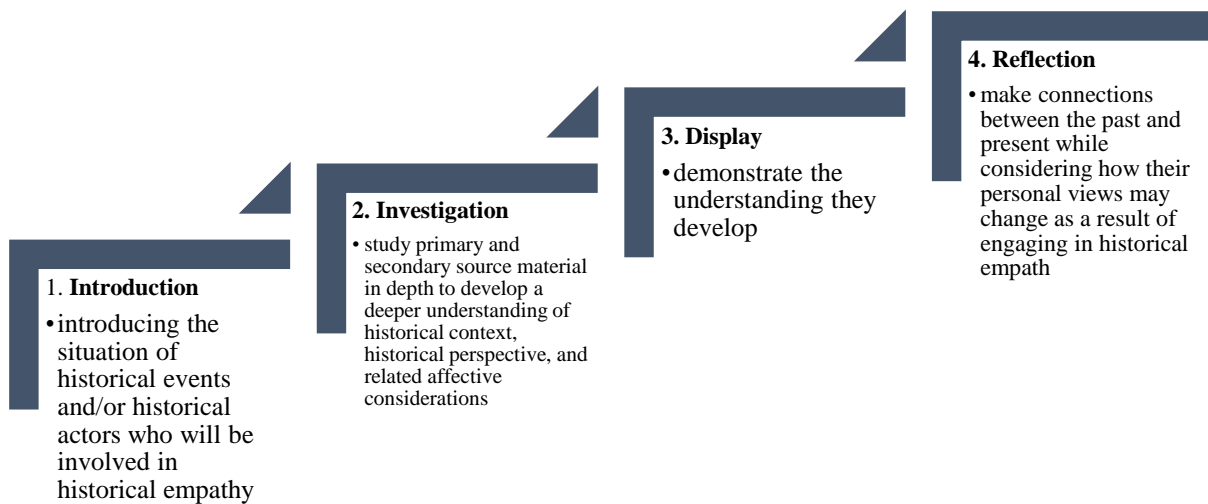 1. Introduction
•introducing the
situation of
historical events
and/or historical
actors who will be
involved in
historical empathy
2. Investigation
• study primary and
secondary source material
in depth to develop a
deeper understanding of
historical context,
historical perspective, and
related affective
considerations
3. Display
•demonstrate the
understanding they
develop
4. Reflection
• make connections
between the past and
present while
considering how their
personal views may
change as a result of
engaging in historical
empath